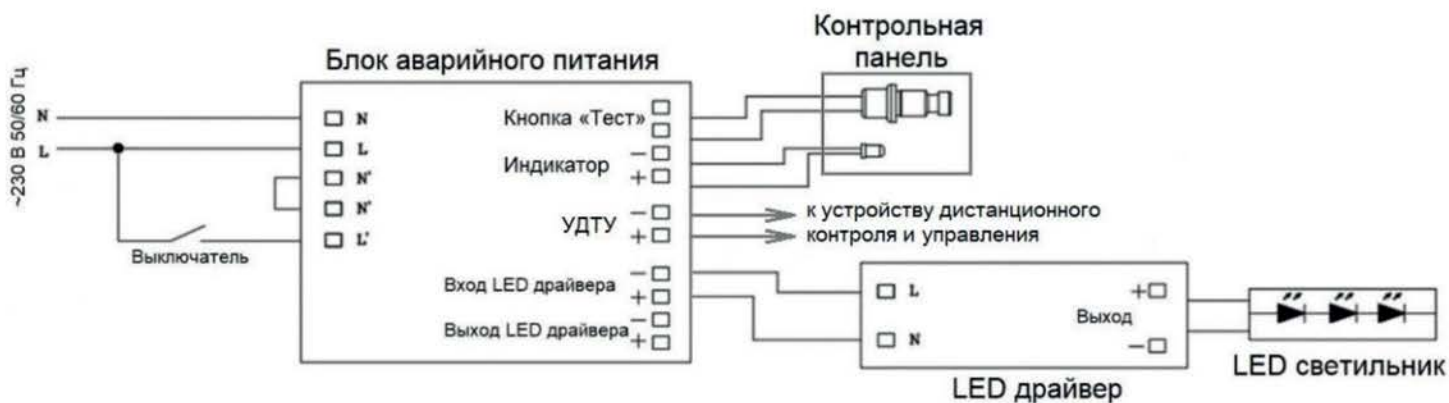 Контрольная
панель
Блок аварийного питания
~230 В 50/60 Гц
N
L
N
L
N'
N'
L'
Выключатель
Кнопка «Тест»
−
Индикатор
+
−
УДТУ
+
к устройству дистанционного
контроля и управления
−
Вход LED драйвера
+
−
Выход LED драйвера
+
L
N
+
Выход
−
LED драйвер
LED светильник